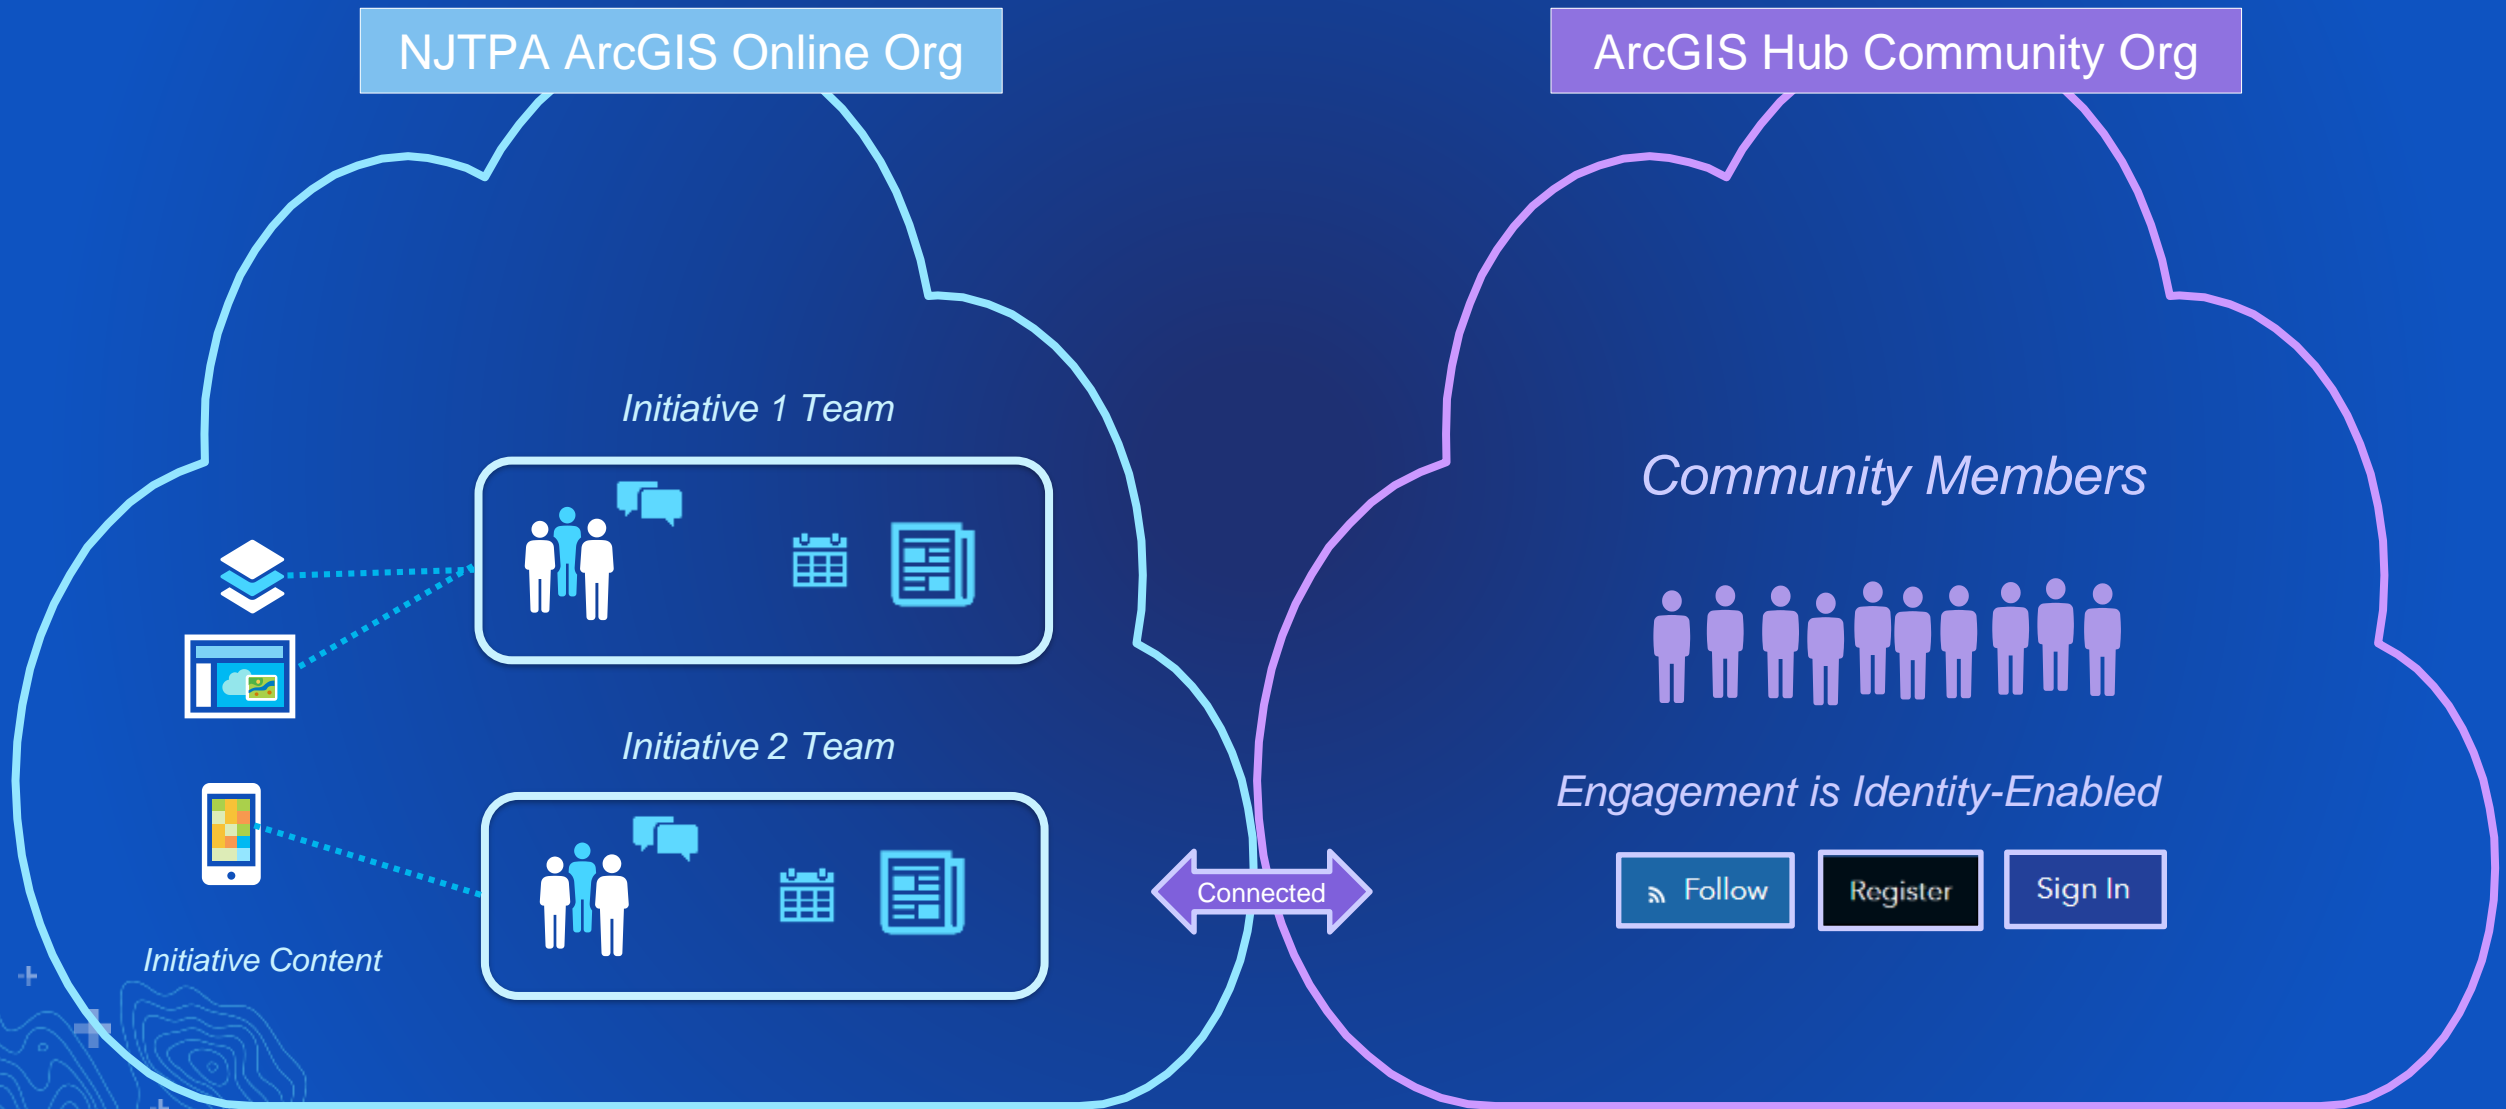 NJTPA ArcGIS Online Org
ArcGIS Hub Community Org
Initiative 1 Team
Community Members
Initiative 2 Team
Engagement is Identity-Enabled
Follow
Register
Sign In
Connected
Initiative Content